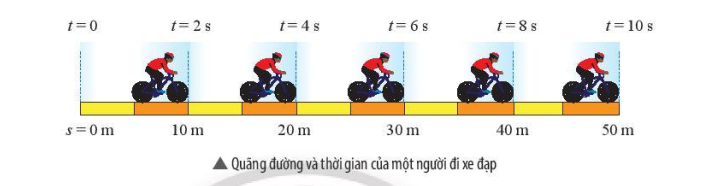 t = 0 t = 2 s t = 4 s t = 6 s t = 8 s t = 10 s
s = 0 m 10 m 20 m 30 m 40 m 50 m
▲ Quãng đường và thời gian của một người đi xe đạp